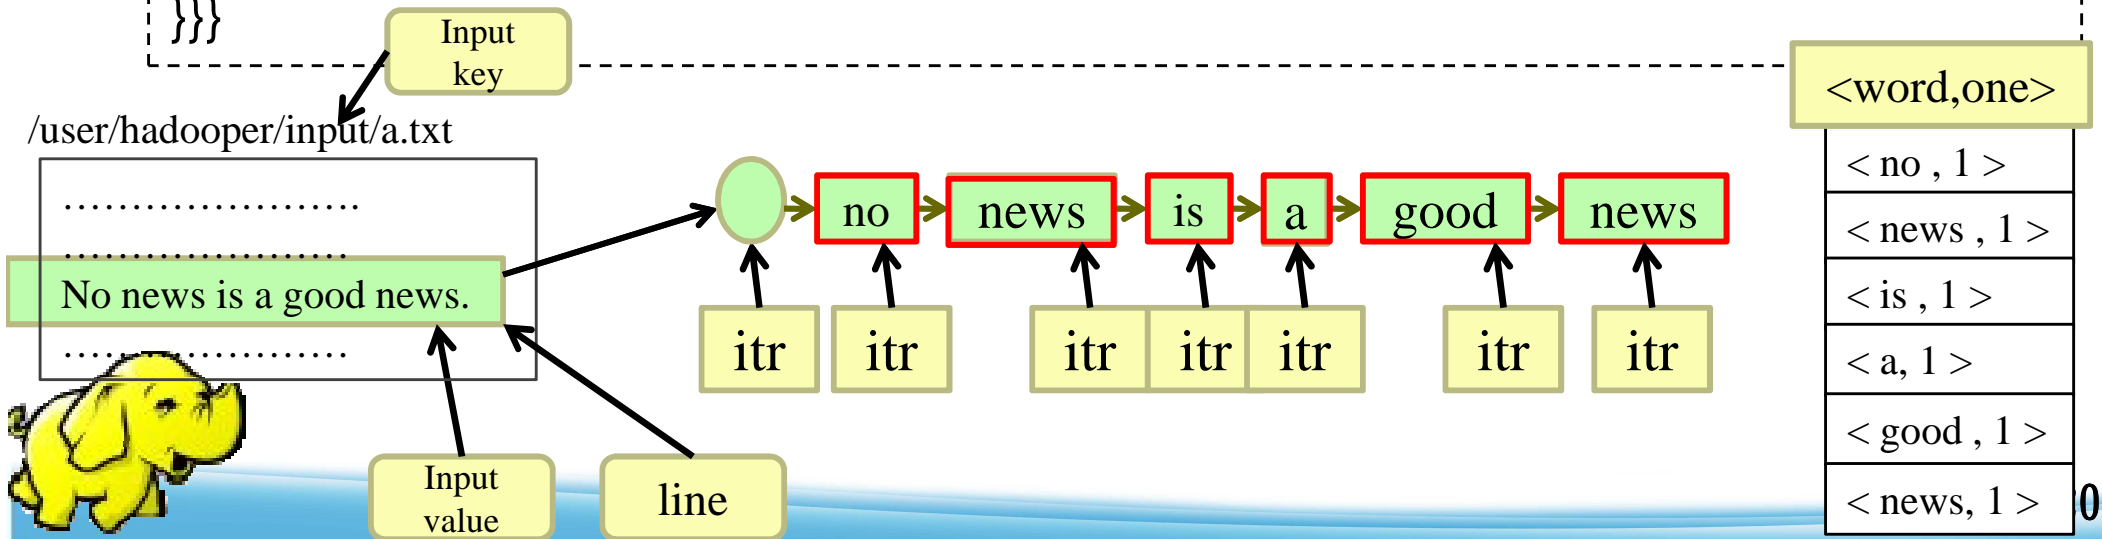 }}}
Input
key
/user/hadooper/input/a.txt
…………………….
…………………
No news is a good news.
…………………
Input
value
line
no
news
is
a
good
news
itr
itr
itr
itr
itr
itr
itr
<word,one>
< no , 1 >
< news , 1 >
< is , 1 >
< a, 1 >
< good , 1 >
< news, 1 >
0